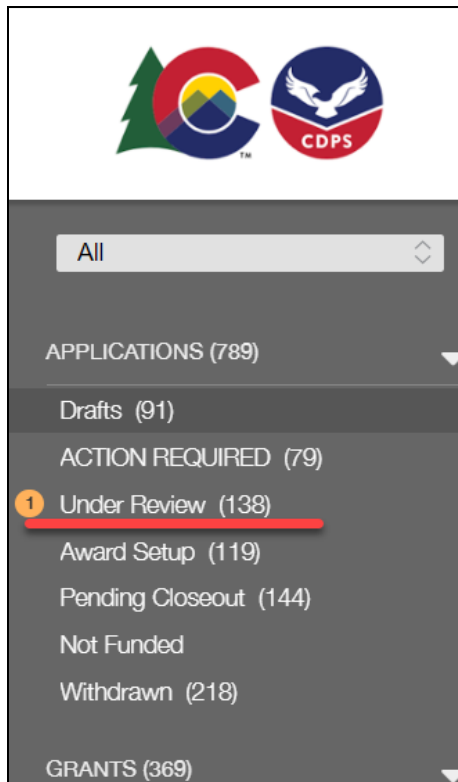 TM
CDPS
All
APPLICATIONS (789)
Drafts (91)
ACTION REQUIRED (79)
1 Under Review (138)
Award Setup (119)
Pending Closeout (144)
Not Funded
Withdrawn (218)
GRANTS (369)